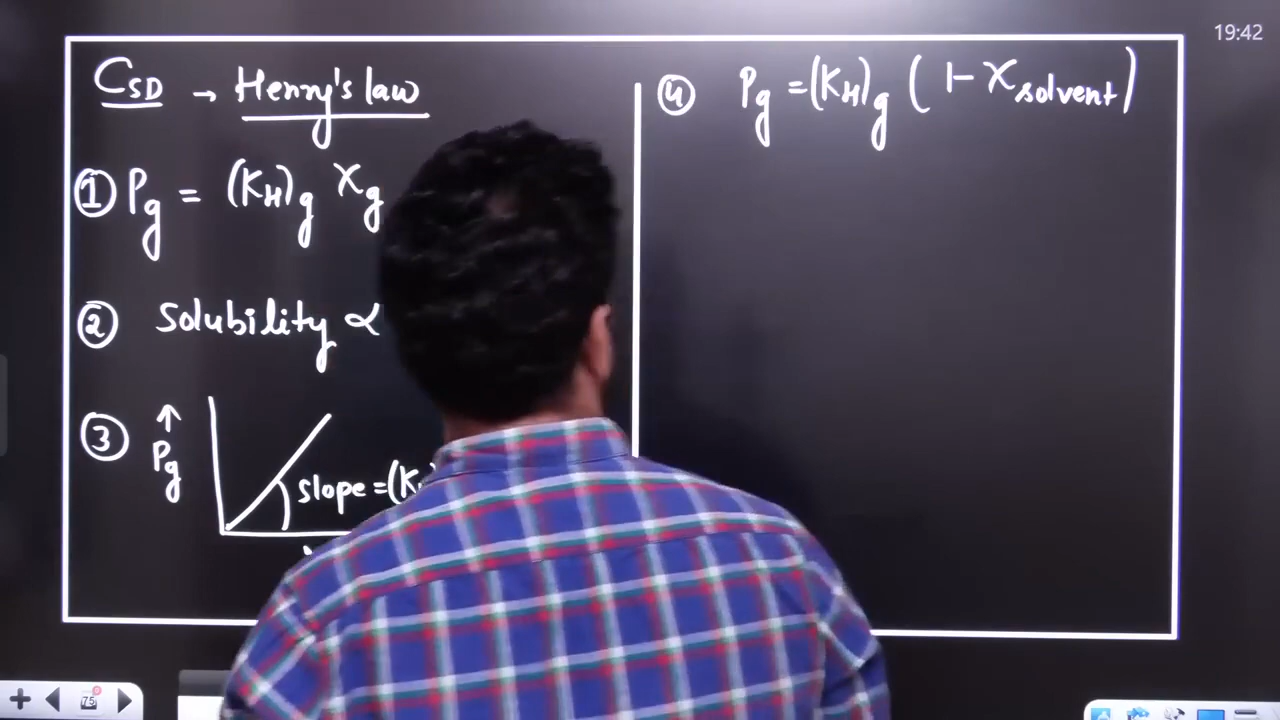 19:42
CSD → Henry's law
① Pg = (KH)g Xg
② Solubility ∝
③ ↑ Pg
slope = (K
④ Pg = (KH)g (1 - Xsolvent)
75